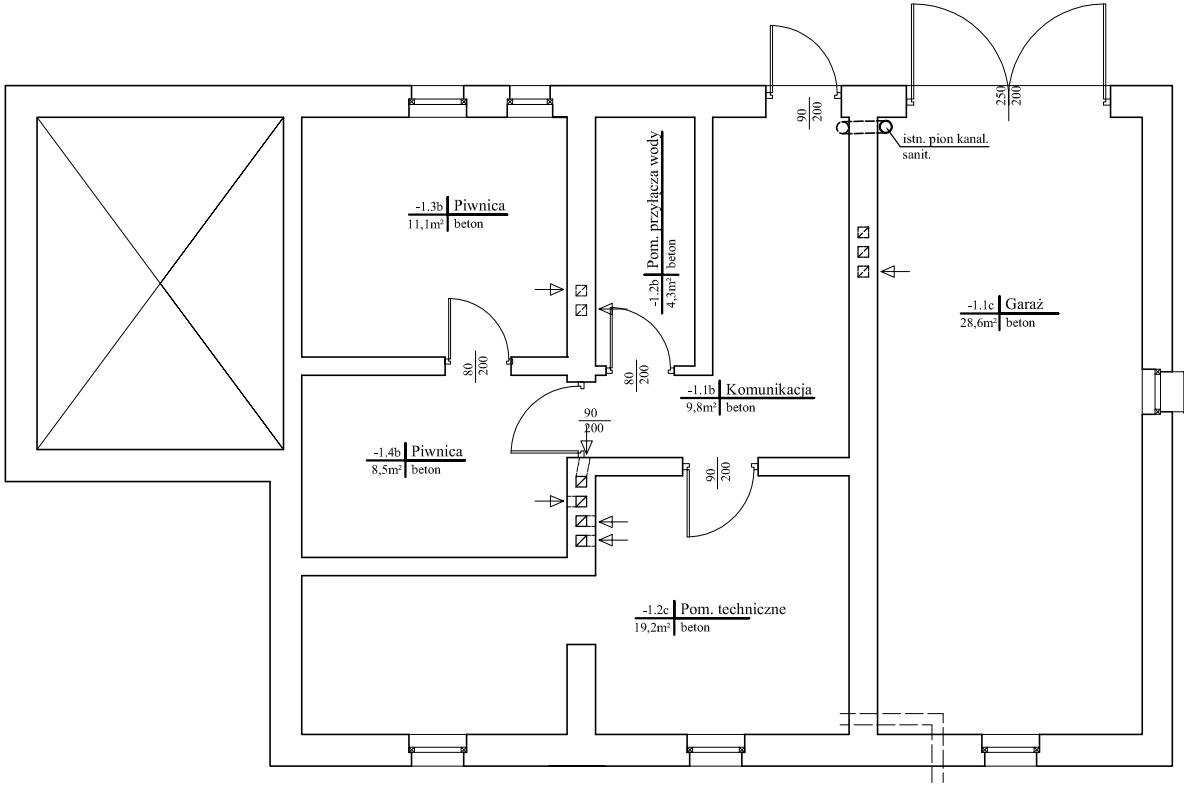 250
200
90
200
istn. pion kanal.
sanit.
-1.3b Piwnica
11,1m² beton
-1.2b Pom. przyłącza wody
4,3m² beton
-1.1c Garaż
28,6m² beton
80
200
80
200
-1.1b Komunikacja
9,8m² beton
90
200
-1.4b Piwnica
8,5m² beton
90
200
-1.2c Pom. techniczne
19,2m² beton